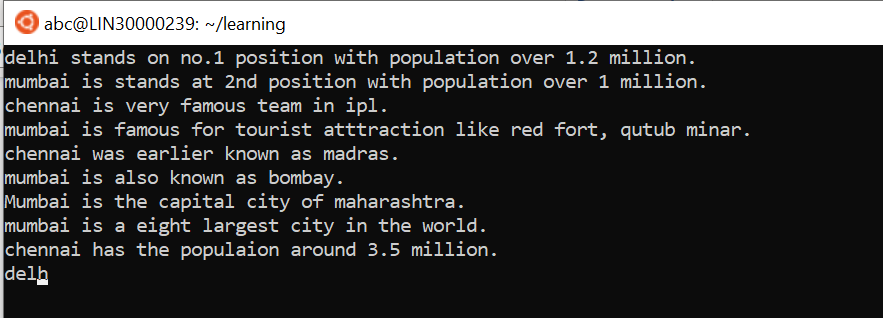 abc@LIN30000239: ~/learning
delhi stands on no.1 position with population over 1.2 million.
mumbai is stands at 2nd position with population over 1 million.
chennai is very famous team in ipl.
mumbai is famous for tourist atttraction like red fort, qutub minar.
chennai was earlier known as madras.
mumbai is also known as bombay.
Mumbai is the capital city of maharashtra.
mumbai is a eight largest city in the world.
chennai has the populaion around 3.5 million.
delh